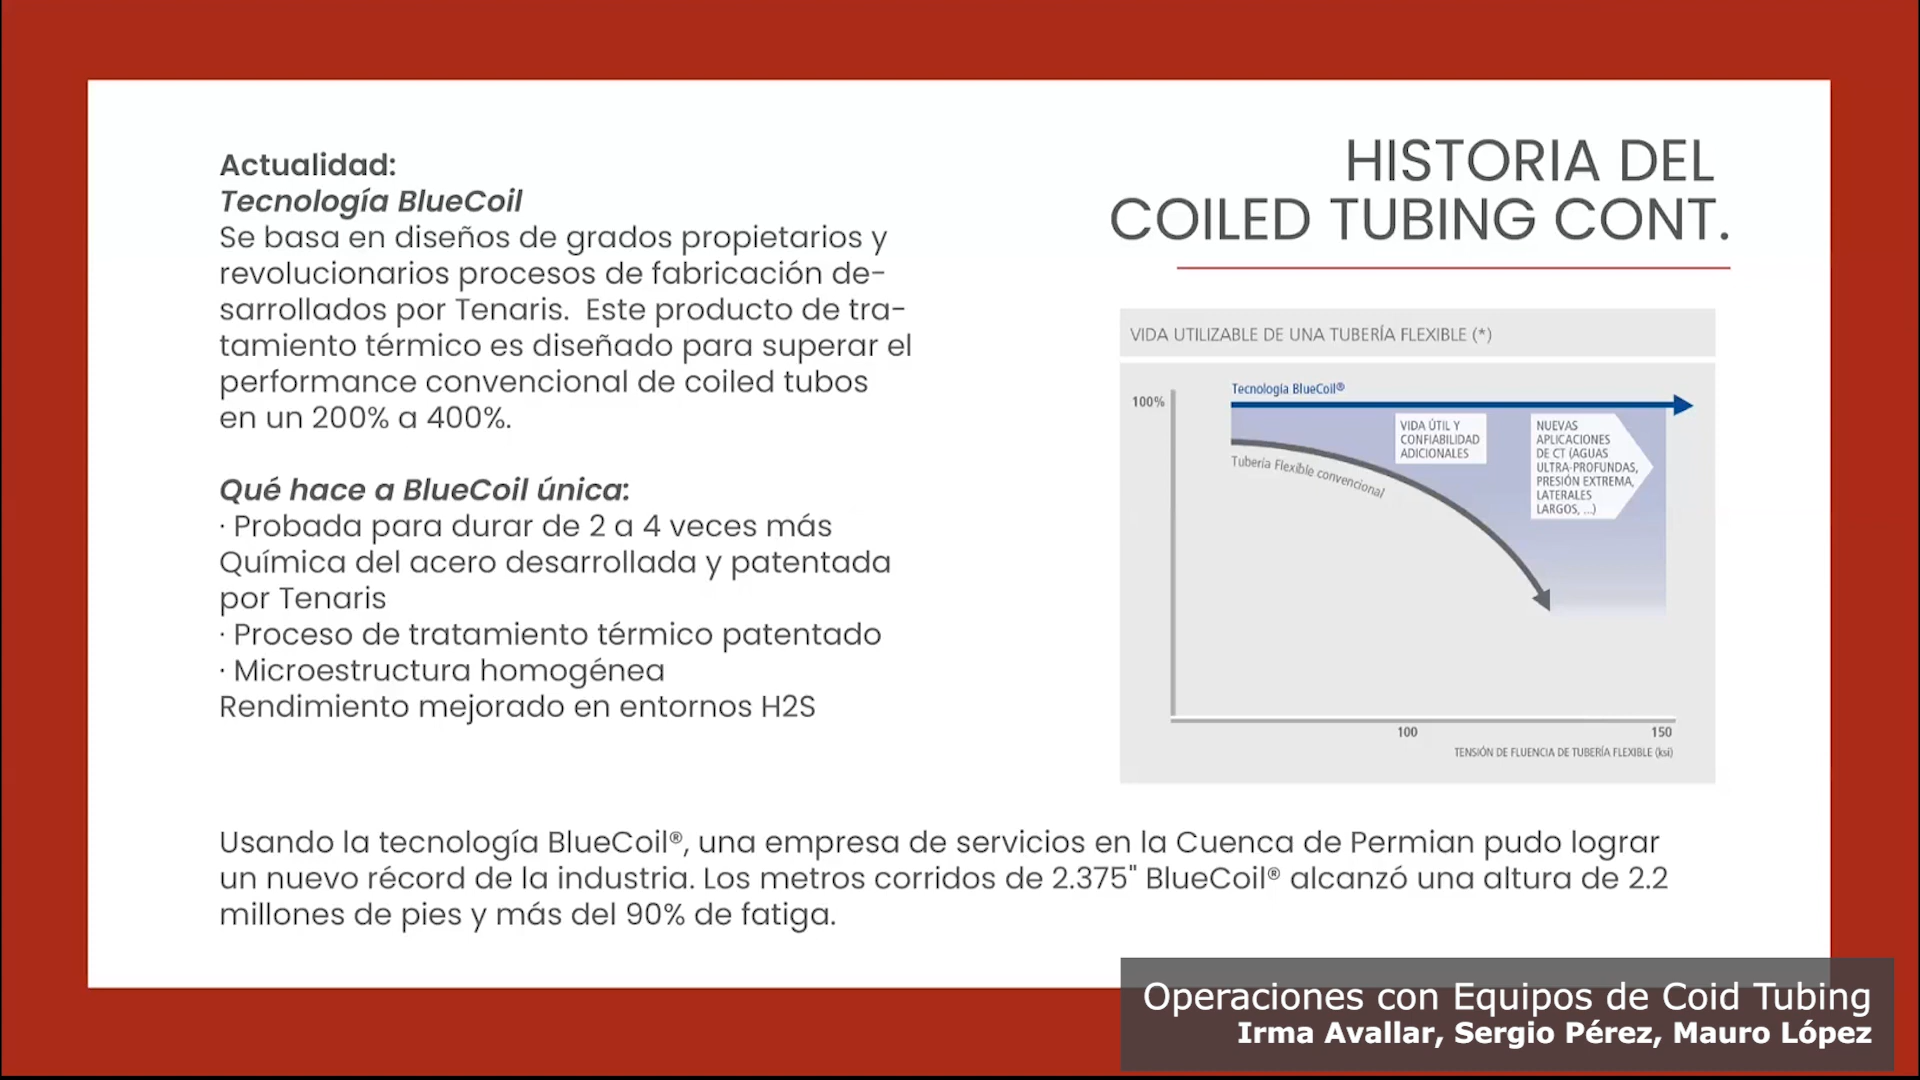 Actualidad:
Tecnología BlueCoil
Se basa en diseños de grados propietarios y
revolucionarios procesos de fabricación de-
sarrollados por Tenaris.  Este producto de tra-
tamiento térmico es diseñado para superar el
performance convencional de coiled tubos
en un 200% a 400%.
Qué hace a BlueCoil única:
· Probada para durar de 2 a 4 veces más
Química del acero desarrollada y patentada
por Tenaris
· Proceso de tratamiento térmico patentado
· Microestructura homogénea
Rendimiento mejorado en entornos H2S
HISTORIA DEL
COILED TUBING CONT.
VIDA UTILIZABLE DE UNA TUBERÍA FLEXIBLE (*)
Tecnología BlueCoil®
100%
VIDA ÚTIL Y
CONFIABILIDAD
ADICIONALES
NUEVAS
APLICACIONES
DE CT (AGUAS
ULTRA-PROFUNDAS,
PRESIÓN EXTREMA,
LATERALES
LARGOS, ...)
Tubería Flexible convencional
100
150
TENSIÓN DE FLUENCIA DE TUBERÍA FLEXIBLE (ksi)
Usando la tecnología BlueCoil®, una empresa de servicios en la Cuenca de Permian pudo lograr
un nuevo récord de la industria. Los metros corridos de 2.375" BlueCoil® alcanzó una altura de 2.2
millones de pies y más del 90% de fatiga.
Operaciones con Equipos de Coid Tubing
Irma Avallar, Sergio Pérez, Mauro López